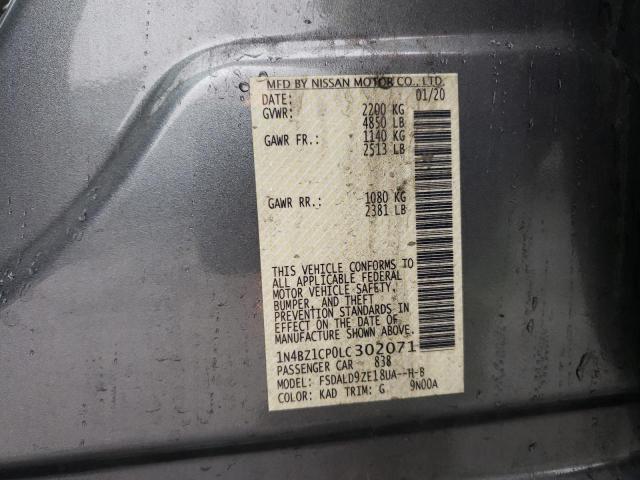 MFD BY NISSAN MOTOR CO., LTD.
DATE: 01/20
GVWR: 2200 KG
4850 LB
GAWR FR.: 1140 KG
2513 LB
GAWR RR.: 1080 KG
2381 LB
THIS VEHICLE CONFORMS TO
ALL APPLICABLE FEDERAL
MOTOR VEHICLE SAFETY,
BUMPER, AND THEFT
PREVENTION STANDARDS
IN EFFECT ON THE DATE OF
MANUFACTURE SHOWN ABOVE.
1N4BZ1CP0LC302071
PASSENGER CAR 838
MODEL: FSDALD9ZE18UA--H-B
COLOR: KAD TRIM: G 9N00A